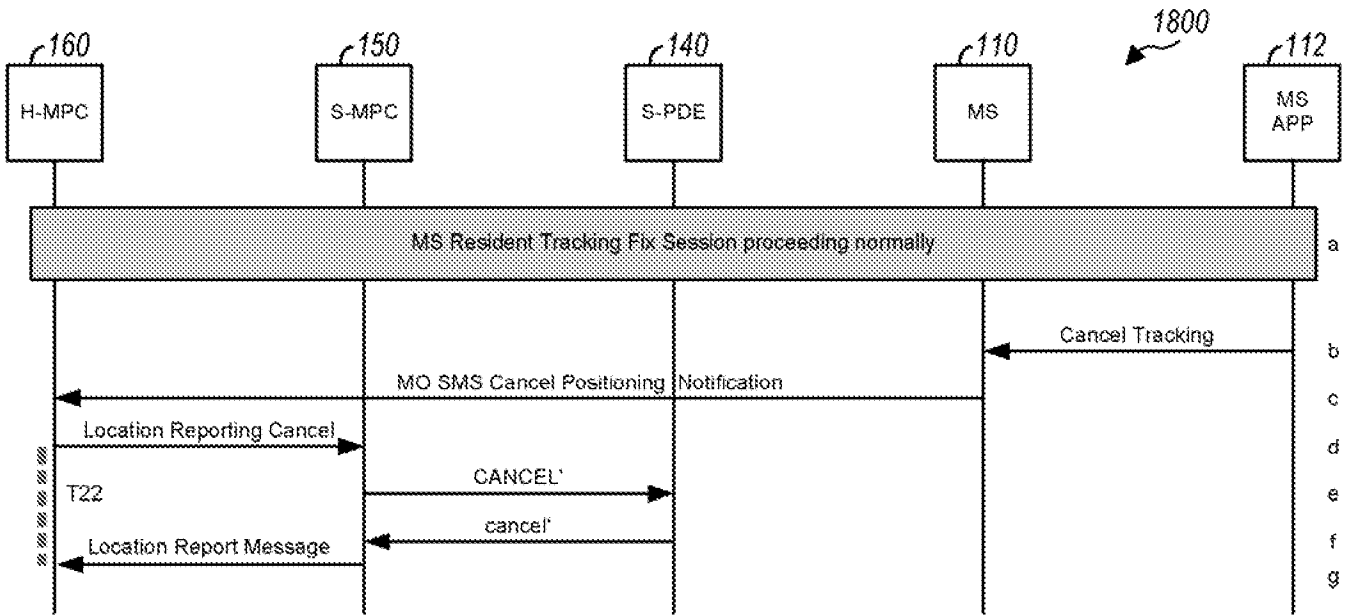 160
150
140
110
1800
112
H-MPC
S-MPC
S-PDE
MS
MS
APP
MS Resident Tracking Fix Session proceeding normally
a
Cancel Tracking
b
MO SMS Cancel Positioning Notification
c
Location Reporting Cancel
d
T22
CANCEL'
e
cancel'
f
Location Report Message
g